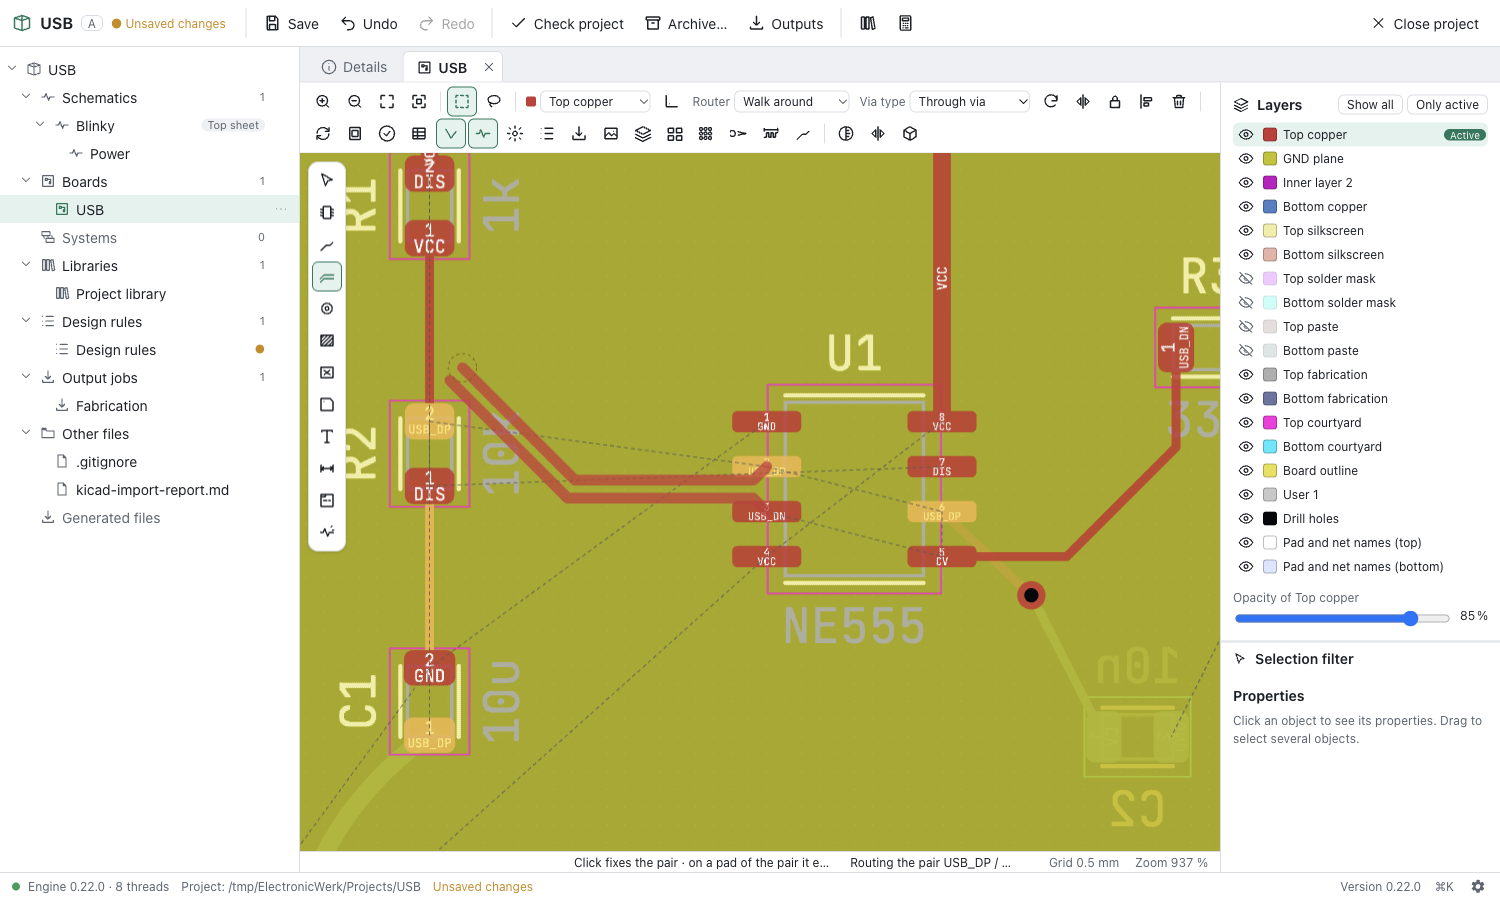 USB A Unsaved changes Save Undo Redo Check project Archive... Outputs Close project
USB
Schematics 1
Blinky Top sheet
Power
Boards 1
USB ...
Systems 0
Libraries 1
Project library
Design rules 1
Design rules
Output jobs 1
Fabrication
Other files
.gitignore
kicad-import-report.md
Generated files
Details USB
Top copper Router Walk around Via type Through via
R1
2
DIS
1
VCC
1k
R2
2
USB_DP
1
DIS
C1
2
GND
1
USB_DP
10u
VCC
U1
1
GND
3
USB_DN
4
VCC
8
VCC
7
DIS
6
USB_DP
5
CV
NE555
R3
1
USB_DN
33
10n
C2
Layers Show all Only active
Top copper Active
GND plane
Inner layer 2
Bottom copper
Top silkscreen
Bottom silkscreen
Top solder mask
Bottom solder mask
Top paste
Bottom paste
Top fabrication
Bottom fabrication
Top courtyard
Bottom courtyard
Board outline
User 1
Drill holes
Pad and net names (top)
Pad and net names (bottom)
Opacity of Top copper
85 %
Selection filter
Properties
Click an object to see its properties. Drag to
select several objects.
Click fixes the pair · on a pad of the pair it e... Routing the pair USB_DP / ... Grid 0.5 mm Zoom 937 %
Engine 0.22.0 · 8 threads Project: /tmp/ElectronicWerk/Projects/USB Unsaved changes Version 0.22.0 ⌘K